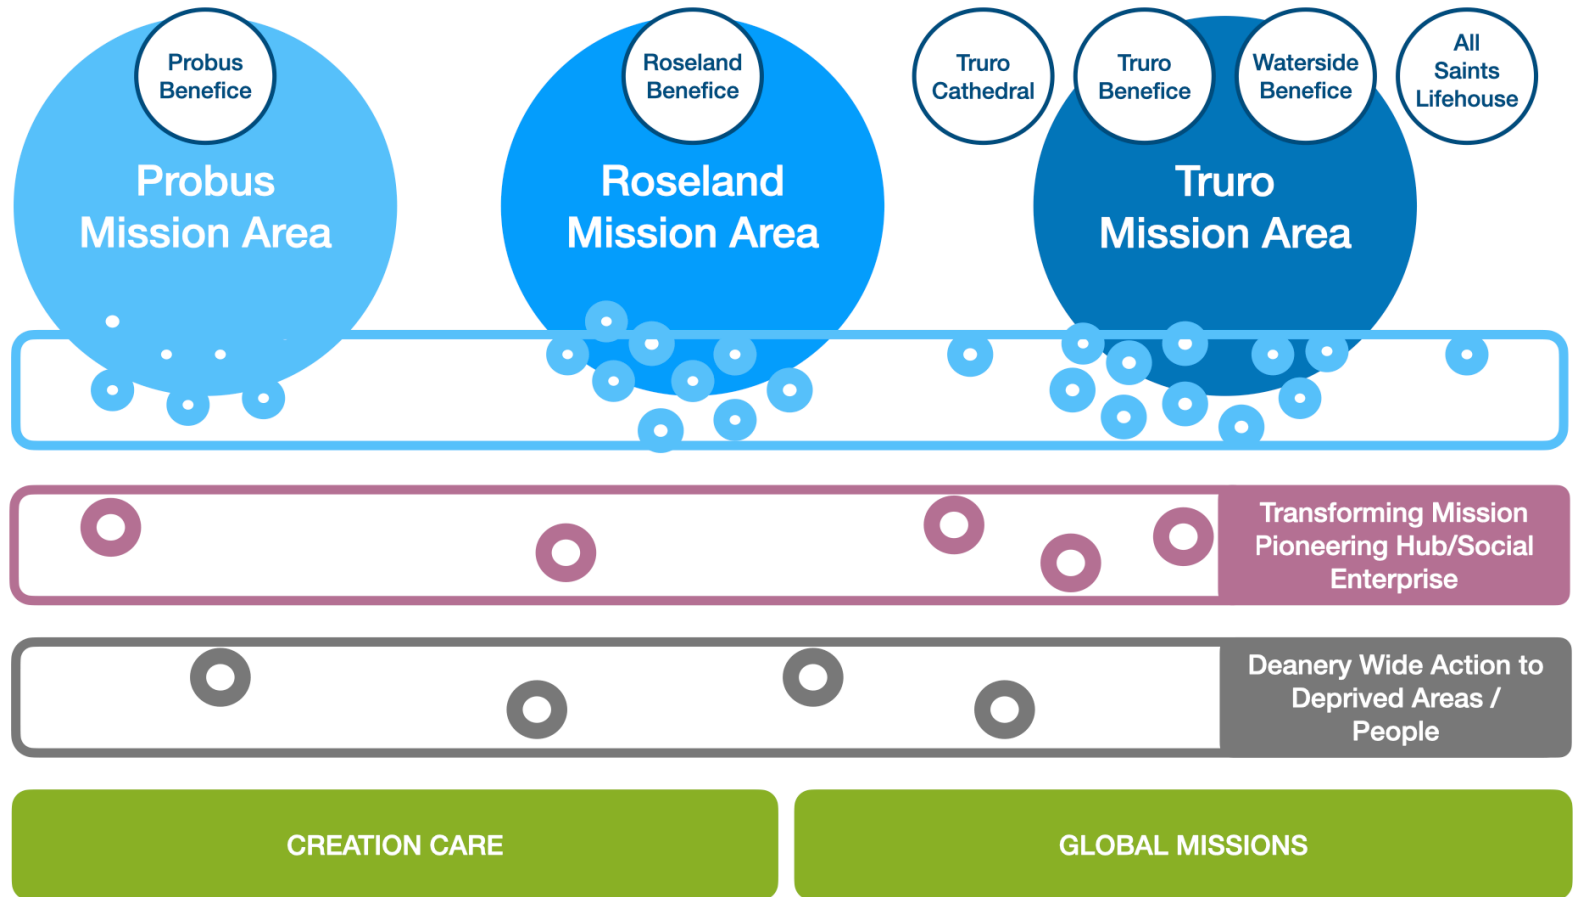 Probus
Benefice
Roseland
Benefice
Truro
Cathedral
Truro
Benefice
Waterside
Benefice
All
Saints
Lifehouse
Probus
Mission Area
Roseland
Mission Area
Truro
Mission Area
Transforming Mission
Pioneering Hub/Social
Enterprise
Deanery Wide Action to
Deprived Areas /
People
CREATION CARE
GLOBAL MISSIONS